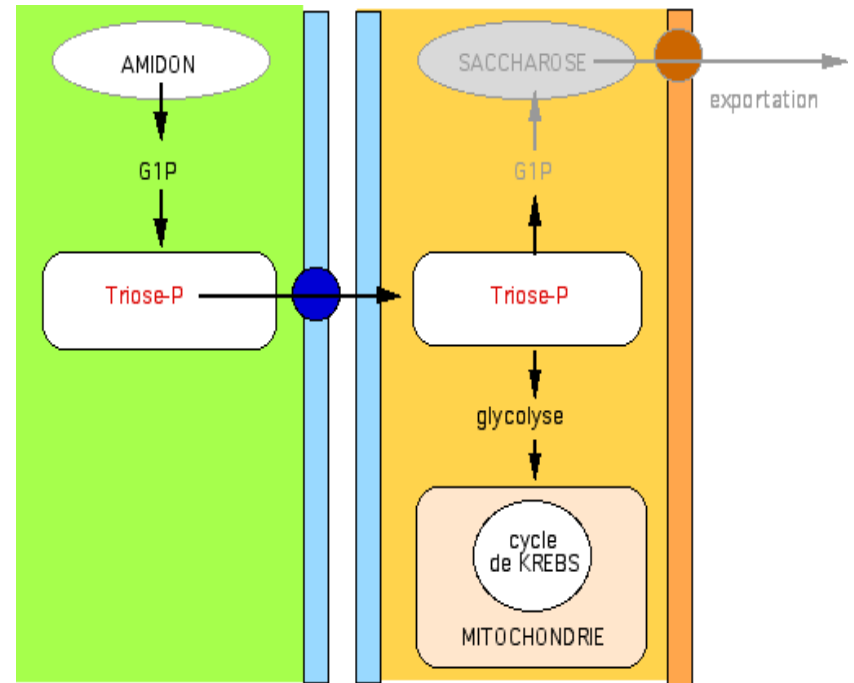 AMIDON
G1P
Triose-P
SACCHAROSE
exportation
G1P
Triose-P
glycolyse
cycle
de KREBS
MITOCHONDRIE